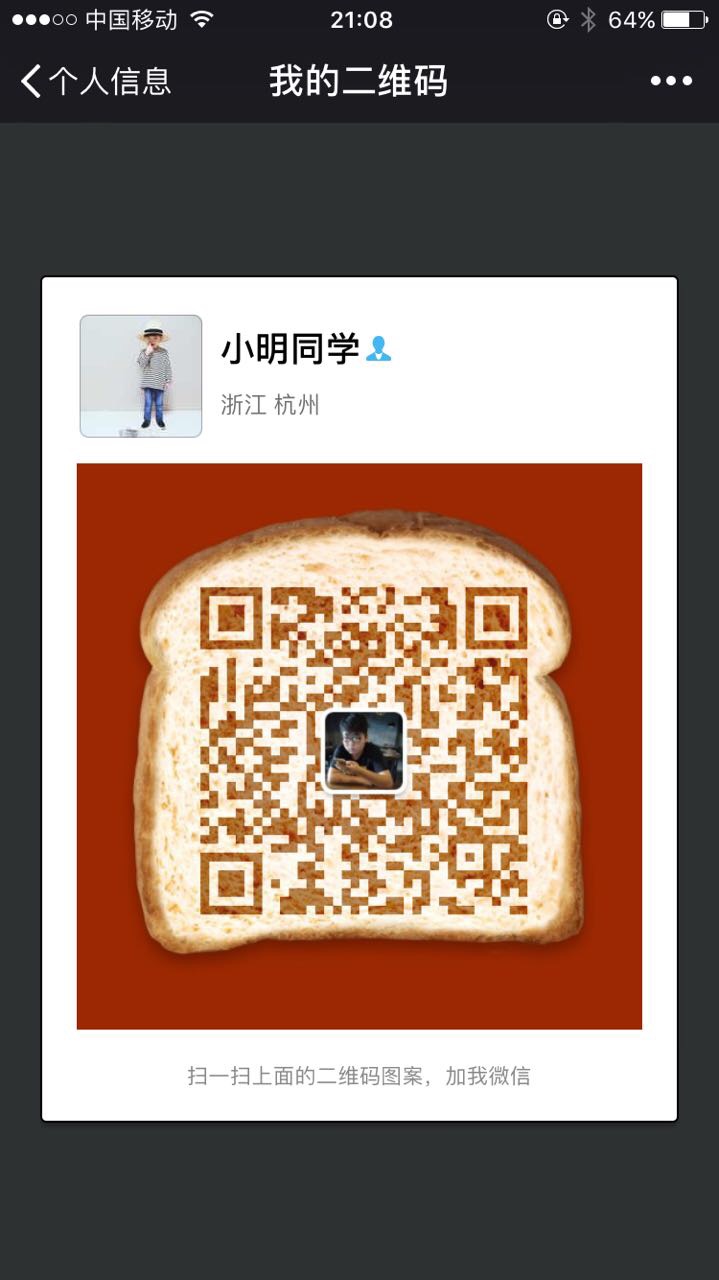 中国移动 21:08 64%
个人信息 我的二维码
小明同学
浙江 杭州
扫一扫上面的二维码图案，加我微信